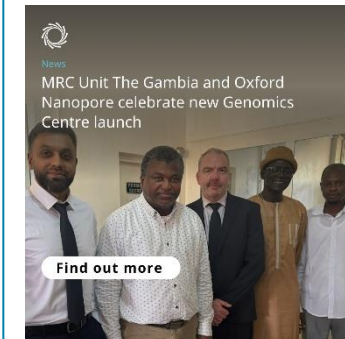 News
MRC Unit The Gambia and Oxford
Nanopore celebrate new Genomics
Centre launch
Find out more